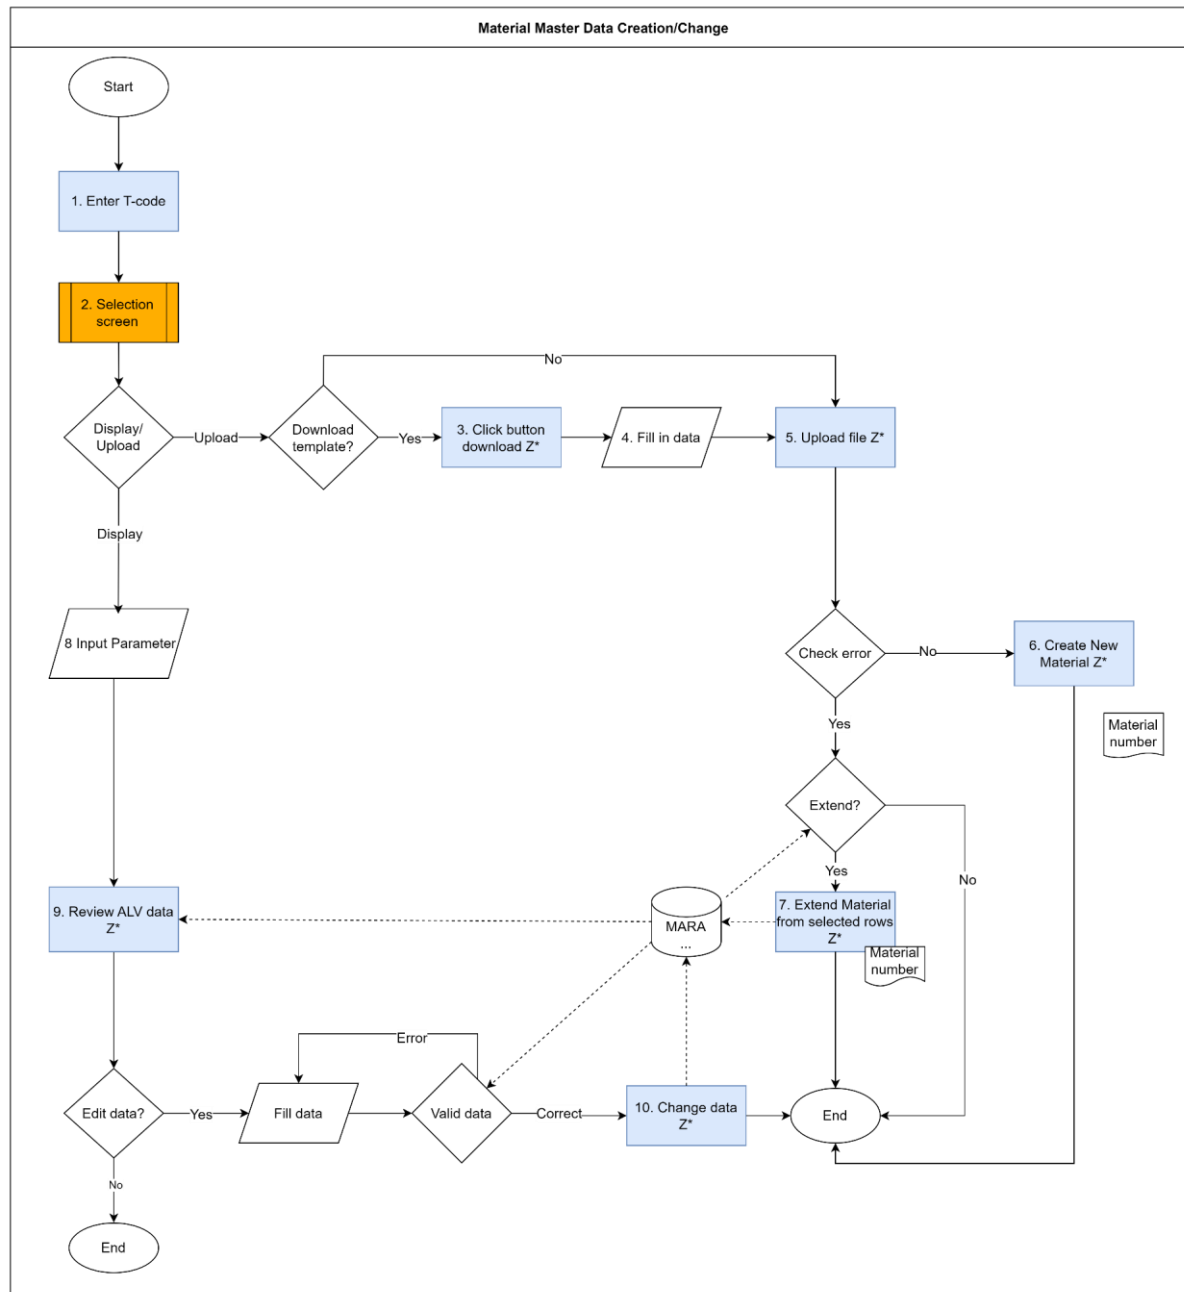 Material Master Data Creation/Change
Start
1. Enter T-code
2. Selection
screen
No
Display/
Upload
Upload
Download
template?
Yes
3. Click button
download Z*
4. Fill in data
5. Upload file Z*
Display
8 Input Parameter
Check error
No
6. Create New
Material Z*
Yes
Material
number
Extend?
Yes
No
9. Review ALV data
Z*
MARA
...
7. Extend Material
from selected rows
Z*
Material
number
Error
Edit data?
Yes
Fill data
Valid data
Correct
10. Change data
Z*
End
No
End